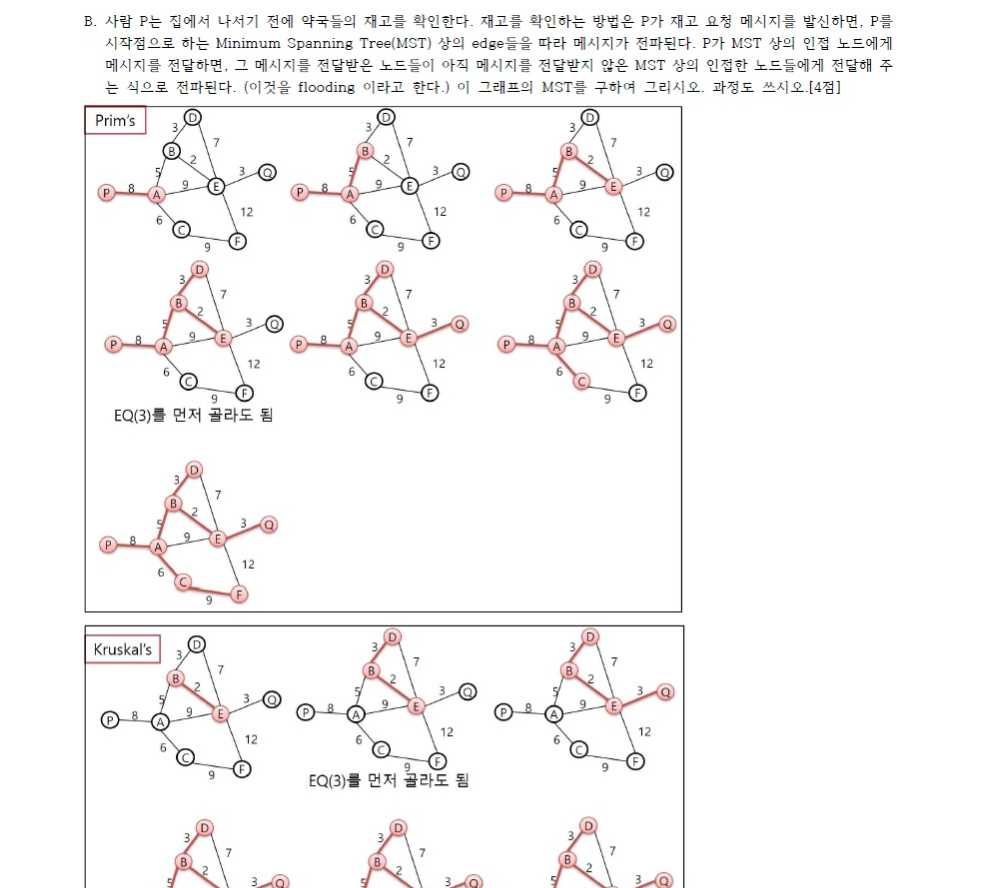 B. 사람 P는 집에서 나서기 전에 약국들의 재고를 확인한다. 재고를 확인하는 방법은 P가 재고 요청 메시지를 발신하면, P를
시작점으로 하는 Minimum Spanning Tree(MST) 상의 edge들을 따라 메시지가 전파된다. P가 MST 상의 인접 노드에게
메시지를 전달하면, 그 메시지를 전달받은 노드들이 아직 메시지를 전달받지 않은 MST 상의 인접한 노드들에게 전달해 주
는 식으로 전파된다. (이것을 flooding 이라고 한다.) 이 그래프의 MST를 구하여 그리시오. 과정도 쓰시오.[4점]
Prim's
D 3 7 B 2 5 3 Q P 8 A 9 E 6 12 C 9 F
D 3 7 B 2 5 3 Q P 8 A 9 E 6 12 C 9 F
D 3 7 B 2 5 3 Q P 8 A 9 E 6 12 C 9 F
D 3 7 B 2 5 3 Q P 8 A 9 E 6 12 C 9 F
D 3 7 B 2 5 3 Q P 8 A 9 E 6 12 C 9 F
D 3 7 B 2 5 3 Q P 8 A 9 E 6 12 C 9 F
EQ(3)를 먼저 골라도 됨
D 3 7 B 2 5 3 Q P 8 A 9 E 6 12 C 9 F
Kruskal's
D 3 7 B 2 5 3 Q P 8 A 9 E 6 12 C 9 F
D 3 7 B 2 5 3 Q P 8 A 9 E 6 12 C 9 F
D 3 7 B 2 5 3 Q P 8 A 9 E 6 12 C 9 F
EQ(3)를 먼저 골라도 됨
D 3 7 B 2 5 3 Q
D 3 7 B 2 5 3 Q
D 3 7 B 2 5 3 Q